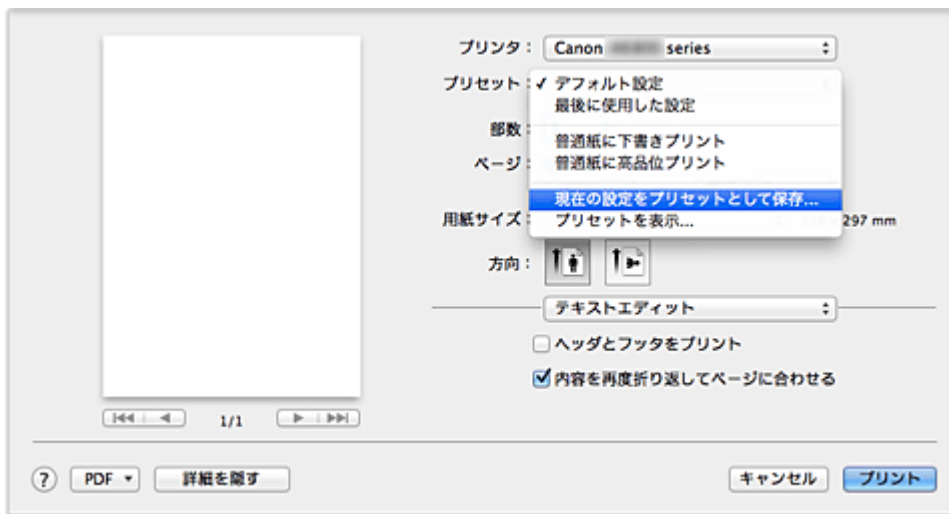 プリンタ： Canon series
プリセット： ✓ デフォルト設定
最後に使用した設定
部数：
普通紙に下書きプリント
ページ：
普通紙に高品位プリント
現在の設定をプリセットとして保存...
用紙サイズ： プリセットを表示... 297 mm
方向：
テキストエディット
ヘッダとフッタをプリント
内容を再度折り返してページに合わせる
1/1
? PDF 詳細を隠す キャンセル プリント